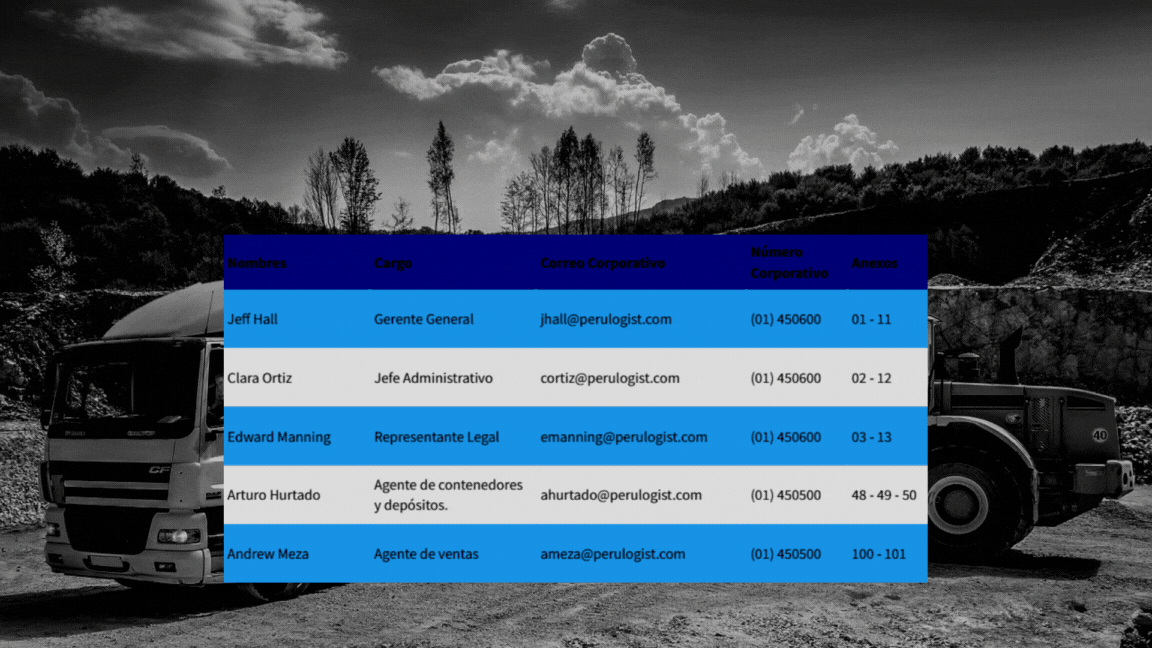 Nombres Cargo Correo Corporativo Número Corporativo Anexos
Jeff Hall Gerente General jhall@perulogist.com (01) 450600 01 - 11
Clara Ortiz Jefe Administrativo cortiz@perulogist.com (01) 450600 02 - 12
Edward Manning Representante Legal emanning@perulogist.com (01) 450600 03 - 13
Arturo Hurtado Agente de contenedores y depósitos. ahurtado@perulogist.com (01) 450500 48 - 49 - 50
Andrew Meza Agente de ventas ameza@perulogist.com (01) 450500 100 - 101
CF
40